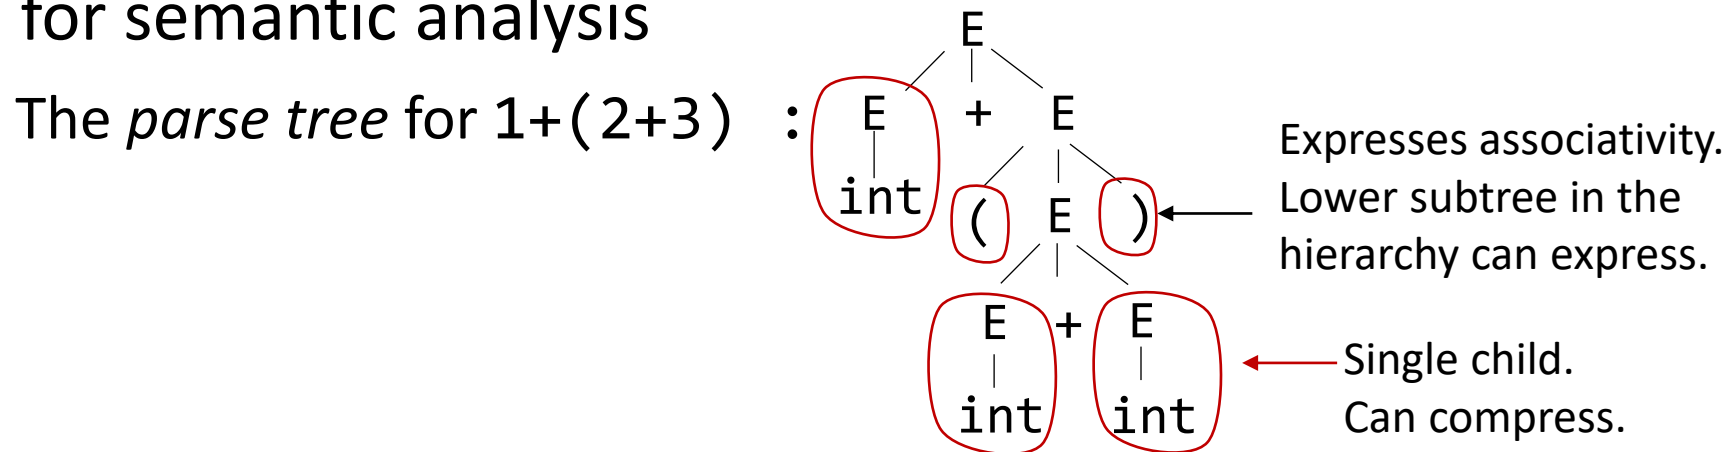 for semantic analysis
E
The parse tree for 1+(2+3) :
E + E
Expresses associativity.
int
Lower subtree in the
( E )
hierarchy can express.
E + E
Single child.
int int
Can compress.